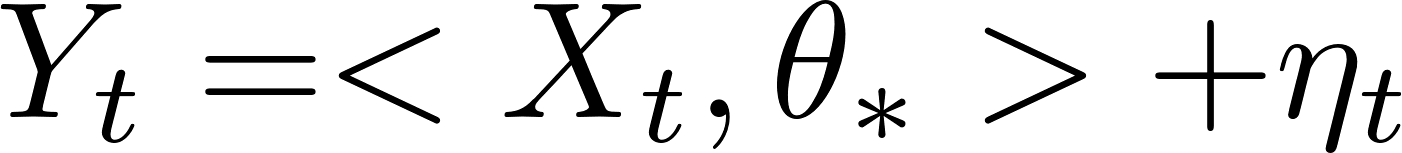 Y_t =< X_t, θ_* > +η_t